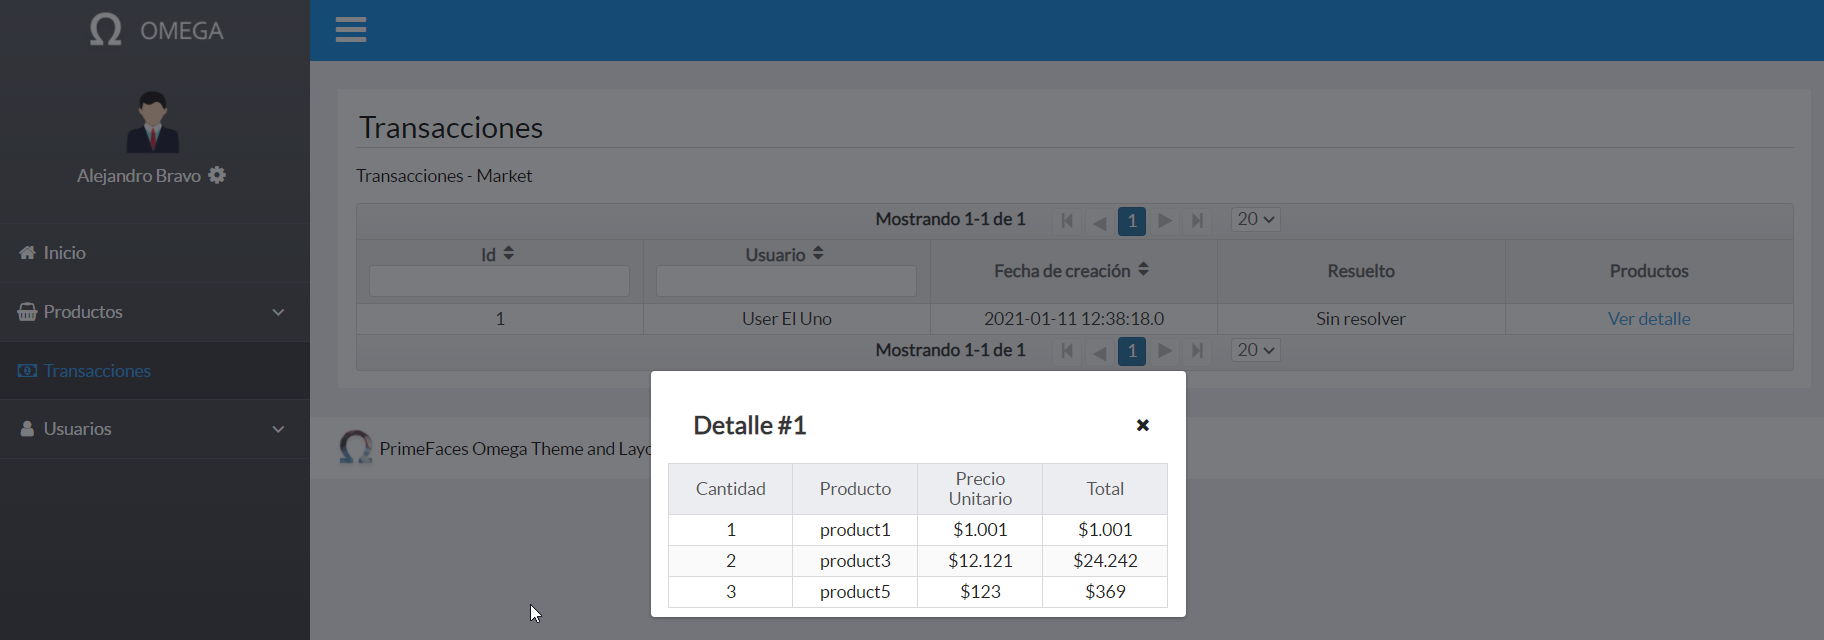 Ω OMEGA
Alejandro Bravo
Inicio
Productos
Transacciones
Usuarios
Transacciones
Transacciones - Market
Mostrando 1-1 de 1 1 20
Id Usuario Fecha de creación Resuelto Productos
1 User El Uno 2021-01-11 12:38:18.0 Sin resolver Ver detalle
Mostrando 1-1 de 1 1 20
PrimeFaces Omega Theme and
Detalle #1
Cantidad Producto Precio Unitario Total
1 product1 $1.001 $1.001
2 product3 $12.121 $24.242
3 product5 $123 $369